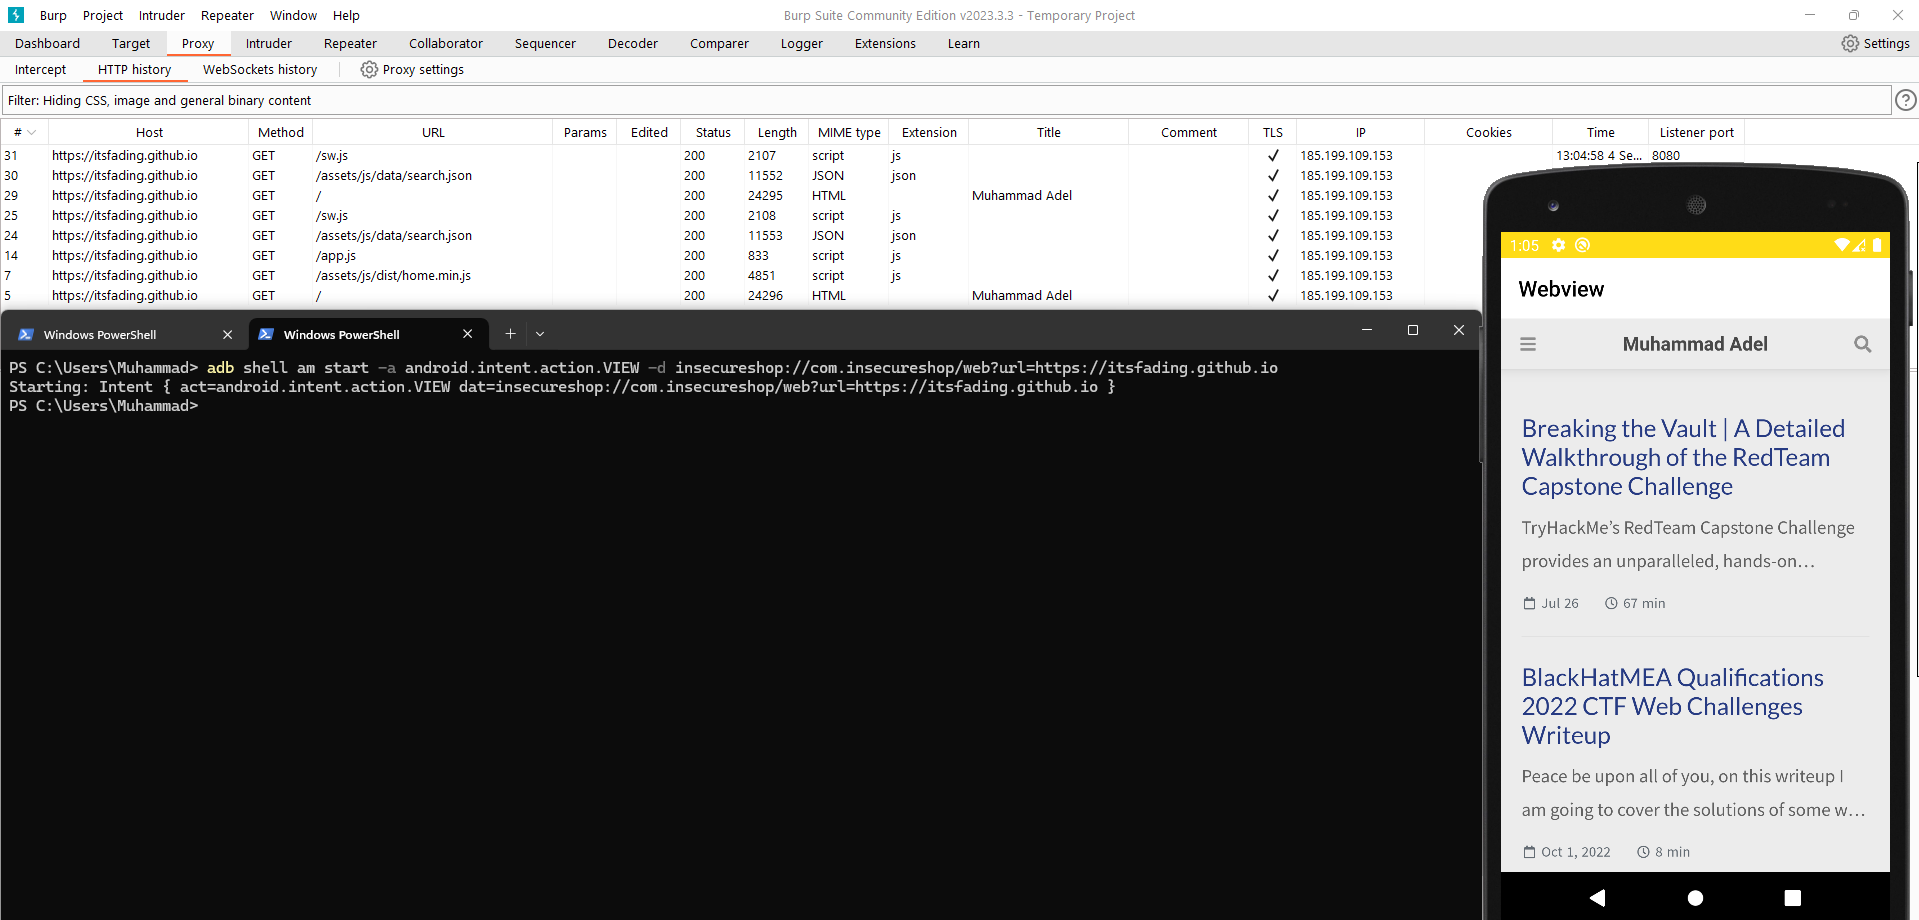 Burp Project Intruder Repeater Window Help
Burp Suite Community Edition v2023.3.3 - Temporary Project
Dashboard Target Proxy Intruder Repeater Collaborator Sequencer Decoder Comparer Logger Extensions Learn Settings
Intercept HTTP history WebSockets history Proxy settings
Filter: Hiding CSS, image and general binary content
# Host Method URL Params Edited Status Length MIME type Extension Title Comment TLS IP Cookies Time Listener port
31 https://itsfading.github.io GET /sw.js 200 2107 script js ✓ 185.199.109.153 13:04:58 4 Se... 8080
30 https://itsfading.github.io GET /assets/js/data/search.json 200 11552 JSON json ✓ 185.199.109.153
29 https://itsfading.github.io GET / 200 24295 HTML Muhammad Adel ✓ 185.199.109.153
25 https://itsfading.github.io GET /sw.js 200 2108 script js ✓ 185.199.109.153
24 https://itsfading.github.io GET /assets/js/data/search.json 200 11553 JSON json ✓ 185.199.109.153
14 https://itsfading.github.io GET /app.js 200 833 script js ✓ 185.199.109.153
7 https://itsfading.github.io GET /assets/js/dist/home.min.js 200 4851 script js ✓ 185.199.109.153
5 https://itsfading.github.io GET / 200 24296 HTML Muhammad Adel ✓ 185.199.109.153
Windows PowerShell Windows PowerShell
PS C:\Users\Muhammad> adb shell am start -a android.intent.action.VIEW -d insecureshop://com.insecureshop/web?url=https://itsfading.github.io
Starting: Intent { act=android.intent.action.VIEW dat=insecureshop://com.insecureshop/web?url=https://itsfading.github.io }
PS C:\Users\Muhammad>
1:05
Webview
Muhammad Adel
Breaking the Vault | A Detailed
Walkthrough of the RedTeam
Capstone Challenge
TryHackMe’s RedTeam Capstone Challenge
provides an unparalleled, hands-on…
Jul 26 67 min
BlackHatMEA Qualifications
2022 CTF Web Challenges
Writeup
Peace be upon all of you, on this writeup I
am going to cover the solutions of some w…
Oct 1, 2022 8 min